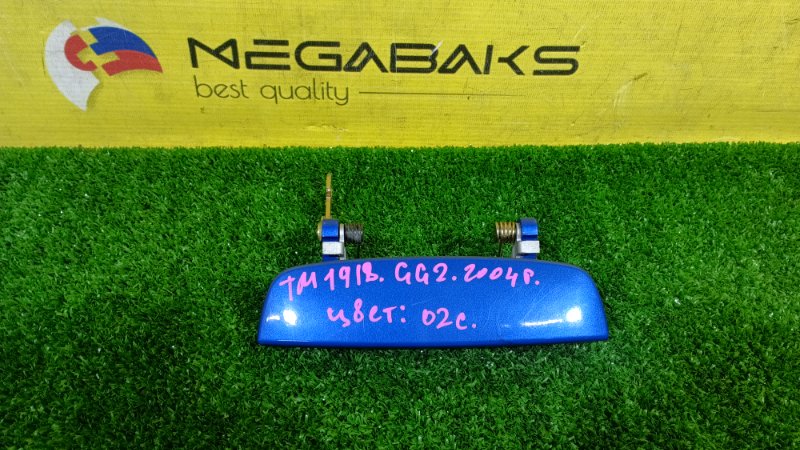 MEGABAKS
best quality
TM191B. GG2. 2004г.
цвет: 02C.